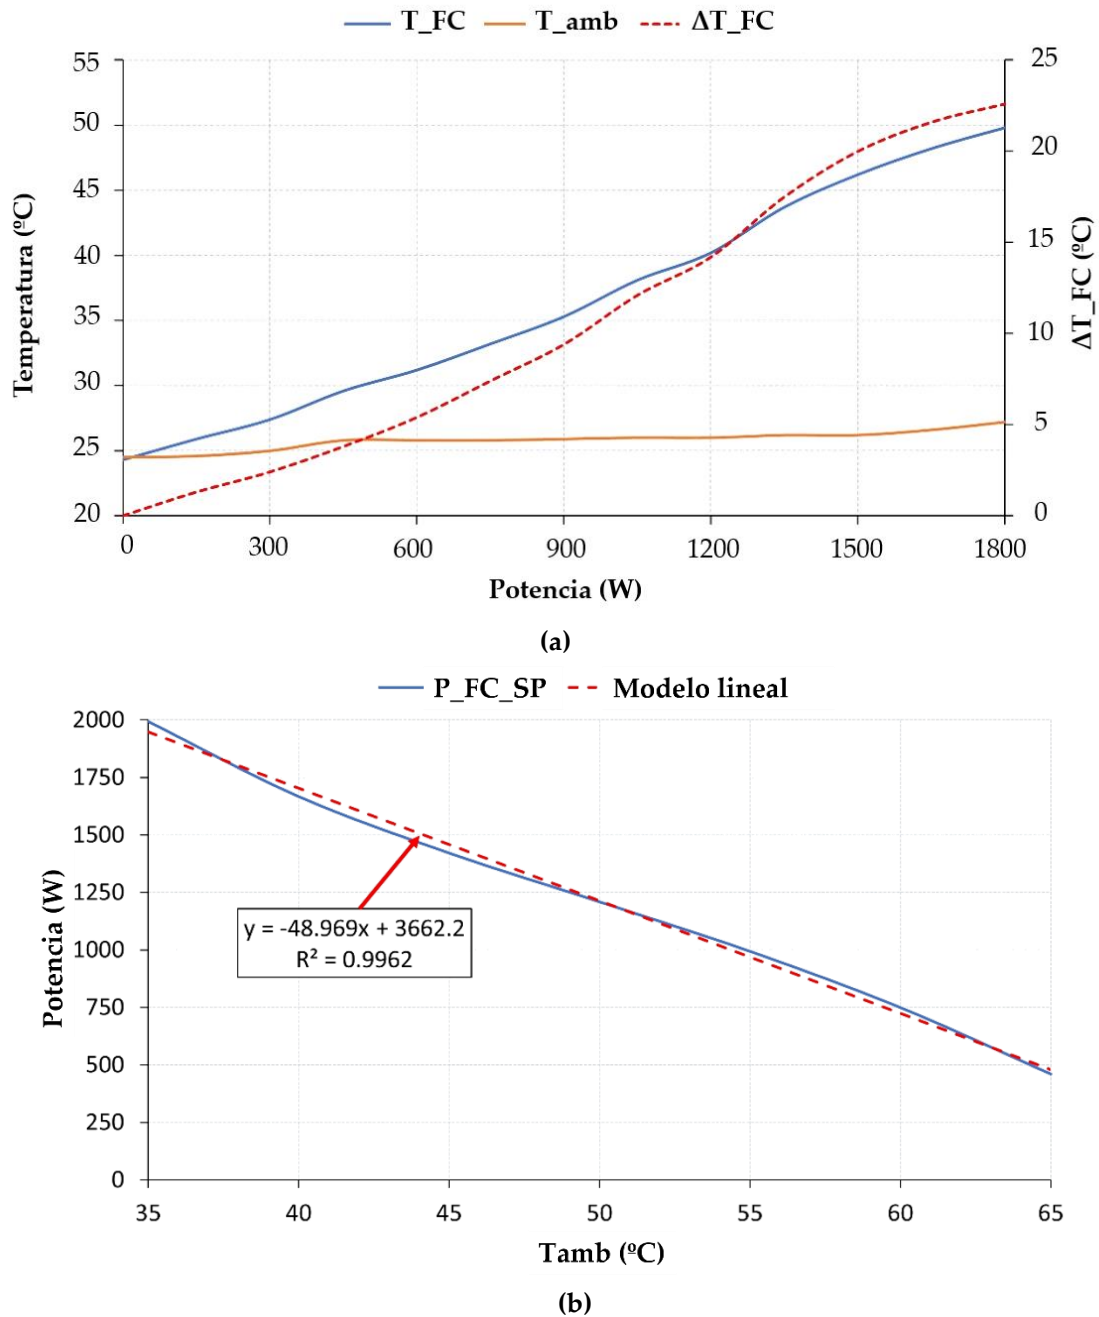 T_FC T_amb ΔT_FC
55 25
50
20
45
40 15
35
10
30
25 5
20 0
0 300 600 900 1200 1500 1800
Temperatura (ºC)
ΔT_FC (ºC)
Potencia (W)
(a)
P_FC_SP Modelo lineal
2000
1750
1500
1250
y = -48.969x + 3662.2
R² = 0.9962
1000
750
500
250
0
35 40 45 50 55 60 65
Potencia (W)
Tamb (ºC)
(b)